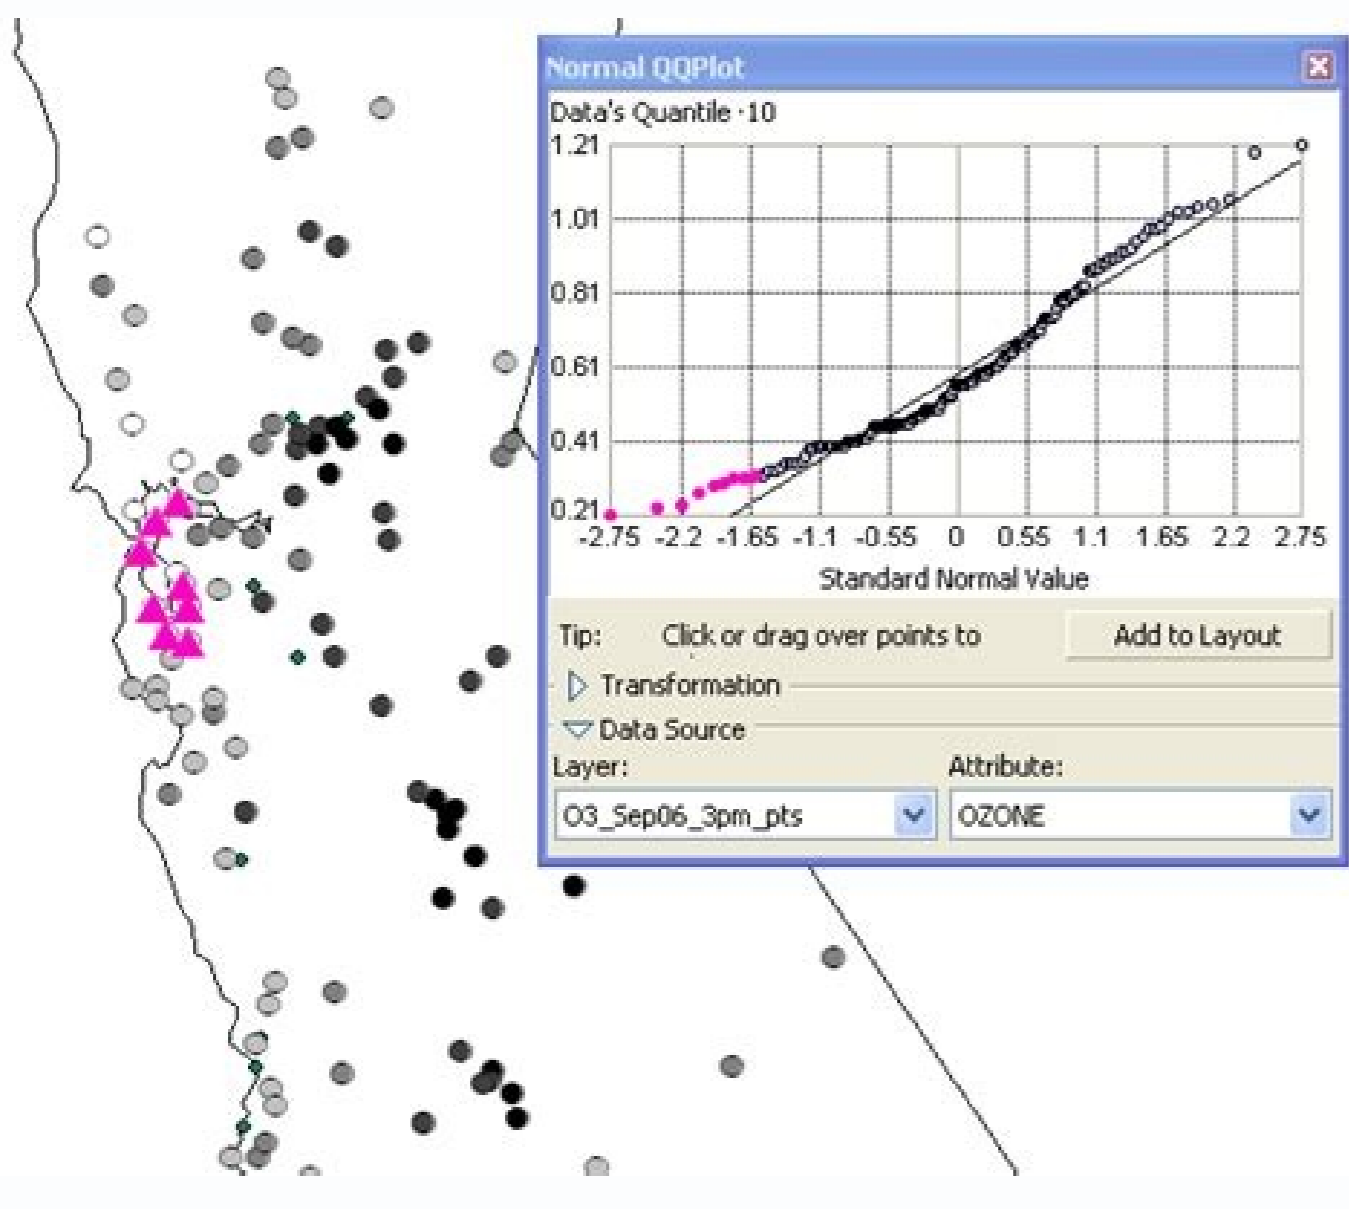 Normal QQPlot
Data's Quantile ·10
1.21
1.01
0.81
0.61
0.41
0.21
-2.75 -2.2 -1.65 -1.1 -0.55 0 0.55 1.1 1.65 2.2 2.75
Standard Normal Value
Tip: Click or drag over points to Add to Layout
Transformation
Data Source
Layer: Attribute:
O3_Sep06_3pm_pts OZONE